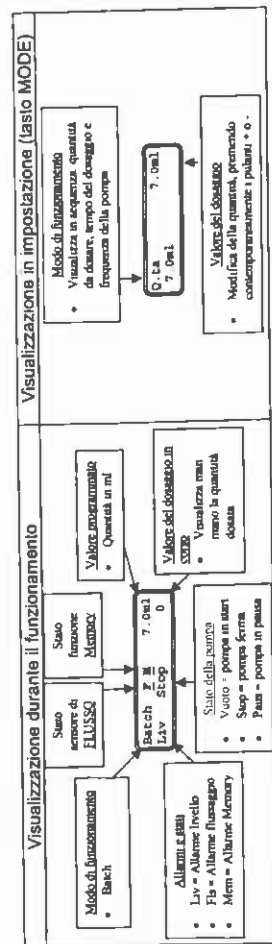 Visualizzazione durante il funzionamento
Visualizzazione in impostazione (tasto MODE)
Modo di funzionamento
• Batch
Stato
sensore di
FLUSSO
Stato
funzione
Memory
Valore programmato
• Quantità in ml
Batch F M 7.0ml
Liv Stop 0
Allarmi e stati
• Liv = Allarme livello
• Fls = Allarme flussaggio
• Mem = Allarme Memory
Stato della pompa
• Vuoto = pompa in start
• Stop = pompa ferma
• Paus = pompa in pausa
Valore del dosaggio in
• Visualizza man
mano la quantità
dosata
Modo di funzionamento
• Visualizza in sequenza quantità
da dosare, tempo del dosaggio e
frequenza della pompa
Q.ta 7.0ml
7.0ml
Valore del dosaggio
• Modifica della quantità, premendo
contemporaneamente i pulsanti + o -